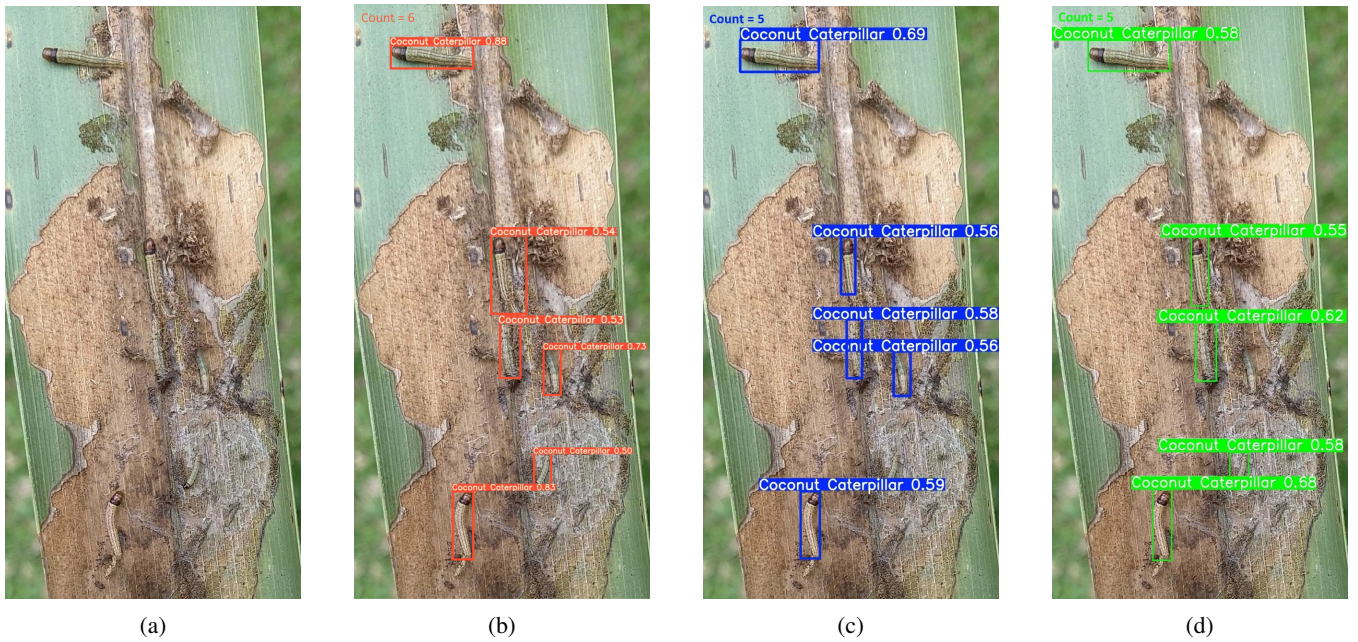 Count = 6
Coconut Caterpillar 0.88
Coconut Caterpillar 0.54
Coconut Caterpillar 0.53
Coconut Caterpillar 0.73
Coconut Caterpillar 0.50
Coconut Caterpillar 0.83
Count = 5
Coconut Caterpillar 0.69
Coconut Caterpillar 0.56
Coconut Caterpillar 0.58
Coconut Caterpillar 0.56
Coconut Caterpillar 0.59
Count = 5
Coconut Caterpillar 0.58
Coconut Caterpillar 0.55
Coconut Caterpillar 0.62
Coconut Caterpillar 0.58
Coconut Caterpillar 0.68
(a)
(b)
(c)
(d)